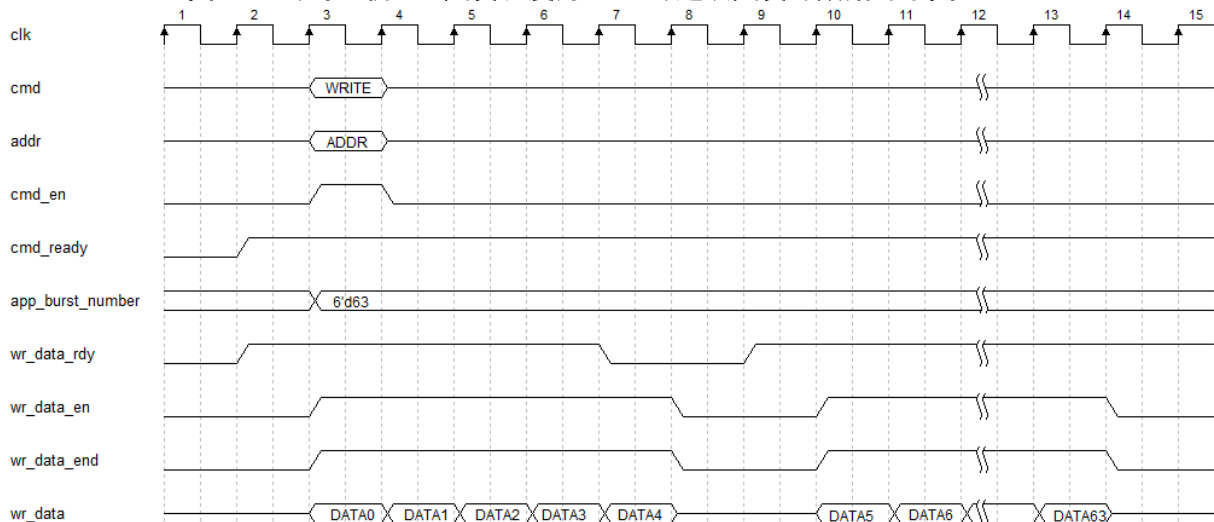 1 2 3 4 5 6 7 8 9 10 11 12 13 14 15
clk
cmd WRITE
addr ADDR
cmd_en
cmd_ready
app_burst_number 6'd63
wr_data_rdy
wr_data_en
wr_data_end
wr_data DATA0 DATA1 DATA2 DATA3 DATA4 DATA5 DATA6 DATA63